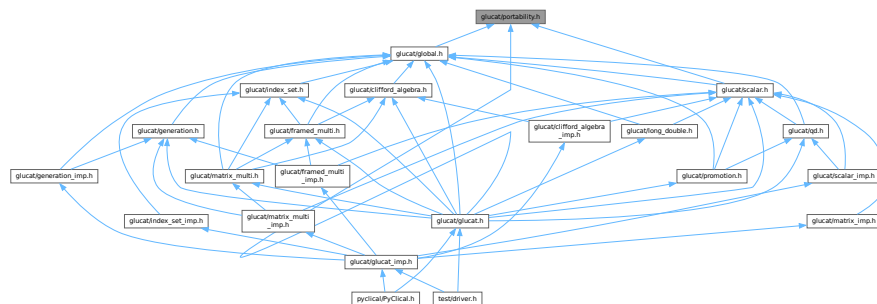 glucat/portability.h
glucat/global.h
glucat/index_set.h
glucat/clifford_algebra.h
glucat/scalar.h
glucat/generation.h
glucat/framed_multi.h
glucat/clifford_algebra
_imp.h
glucat/long_double.h
glucat/qd.h
glucat/generation_imp.h
glucat/matrix_multi.h
glucat/framed_multi
_imp.h
glucat/promotion.h
glucat/scalar_imp.h
glucat/index_set_imp.h
glucat/matrix_multi
_imp.h
glucat/glucat.h
glucat/matrix_imp.h
glucat/glucat_imp.h
pyclical/PyClical.h
test/driver.h